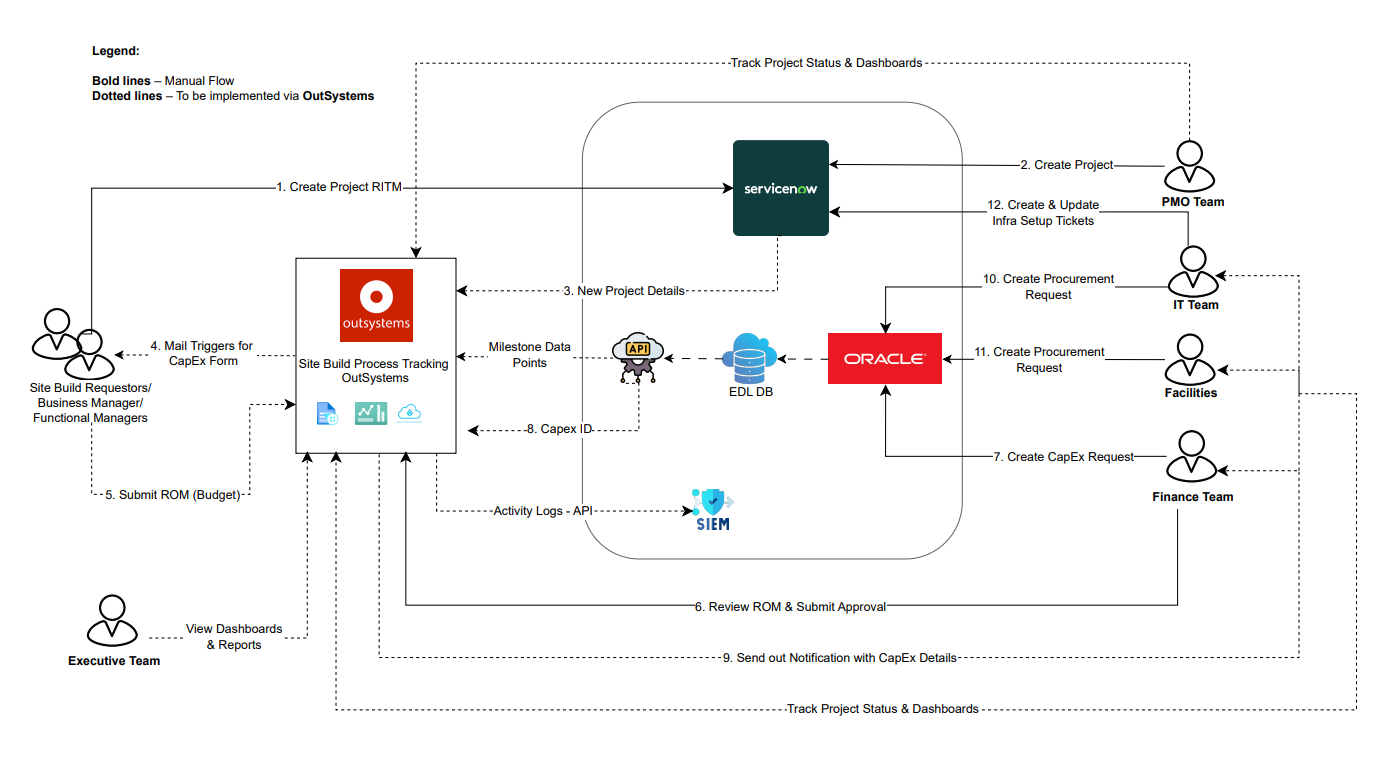 Legend:
Bold lines – Manual Flow
Dotted lines – To be implemented via OutSystems
Track Project Status & Dashboards
servicenow
2. Create Project
PMO Team
1. Create Project RITM
12. Create & Update
Infra Setup Tickets
outsystems
3. New Project Details
10. Create Procurement
Request
IT Team
4. Mail Triggers for
CapEx Form
Site Build Process Tracking
OutSystems
Milestone Data
Points
API
EDL DB
ORACLE
11. Create Procurement
Request
Facilities
Site Build Requestors/
Business Manager/
Functional Managers
8. Capex ID
7. Create CapEx Request
Finance Team
5. Submit ROM (Budget)
Activity Logs - API
SIEM
6. Review ROM & Submit Approval
View Dashboards
& Reports
Executive Team
9. Send out Notification with CapEx Details
Track Project Status & Dashboards